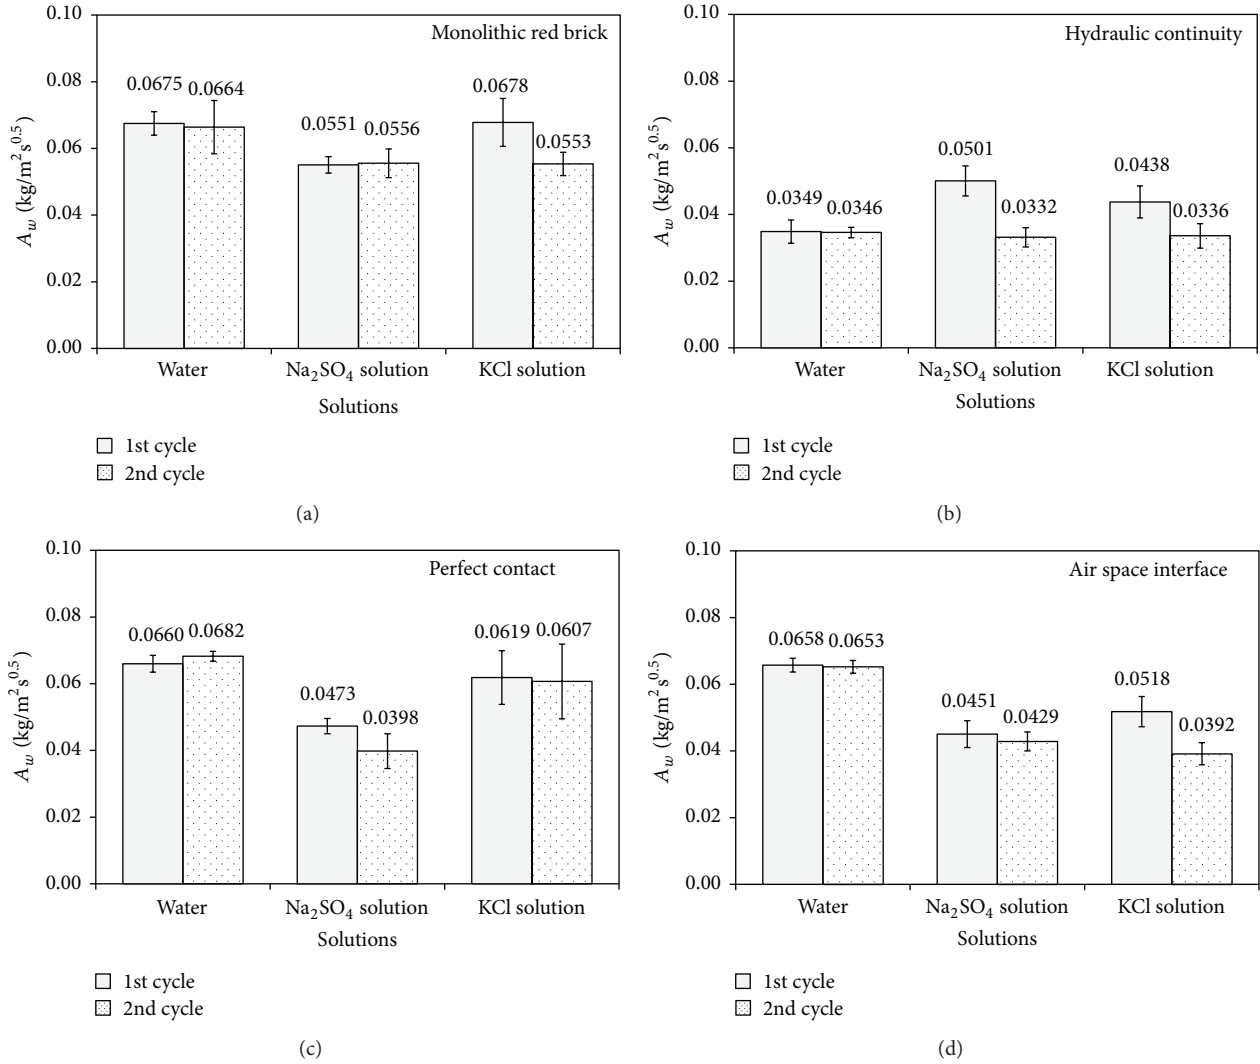 Monolithic red brick
0.10
0.08
0.06
0.04
0.02
0.00
A_w (kg/m² s^0.5)
0.0675
0.0664
0.0551
0.0556
0.0678
0.0553
Water
Na₂SO₄ solution
KCl solution
Solutions
1st cycle
2nd cycle
(a)
Hydraulic continuity
0.10
0.08
0.06
0.04
0.02
0.00
A_w (kg/m² s^0.5)
0.0349
0.0346
0.0501
0.0332
0.0438
0.0336
Water
Na₂SO₄ solution
KCl solution
Solutions
1st cycle
2nd cycle
(b)
Perfect contact
0.10
0.08
0.06
0.04
0.02
0.00
A_w (kg/m² s^0.5)
0.0660
0.0682
0.0473
0.0398
0.0619
0.0607
Water
Na₂SO₄ solution
KCl solution
Solutions
1st cycle
2nd cycle
(c)
Air space interface
0.10
0.08
0.06
0.04
0.02
0.00
A_w (kg/m² s^0.5)
0.0658
0.0653
0.0451
0.0429
0.0518
0.0392
Water
Na₂SO₄ solution
KCl solution
Solutions
1st cycle
2nd cycle
(d)